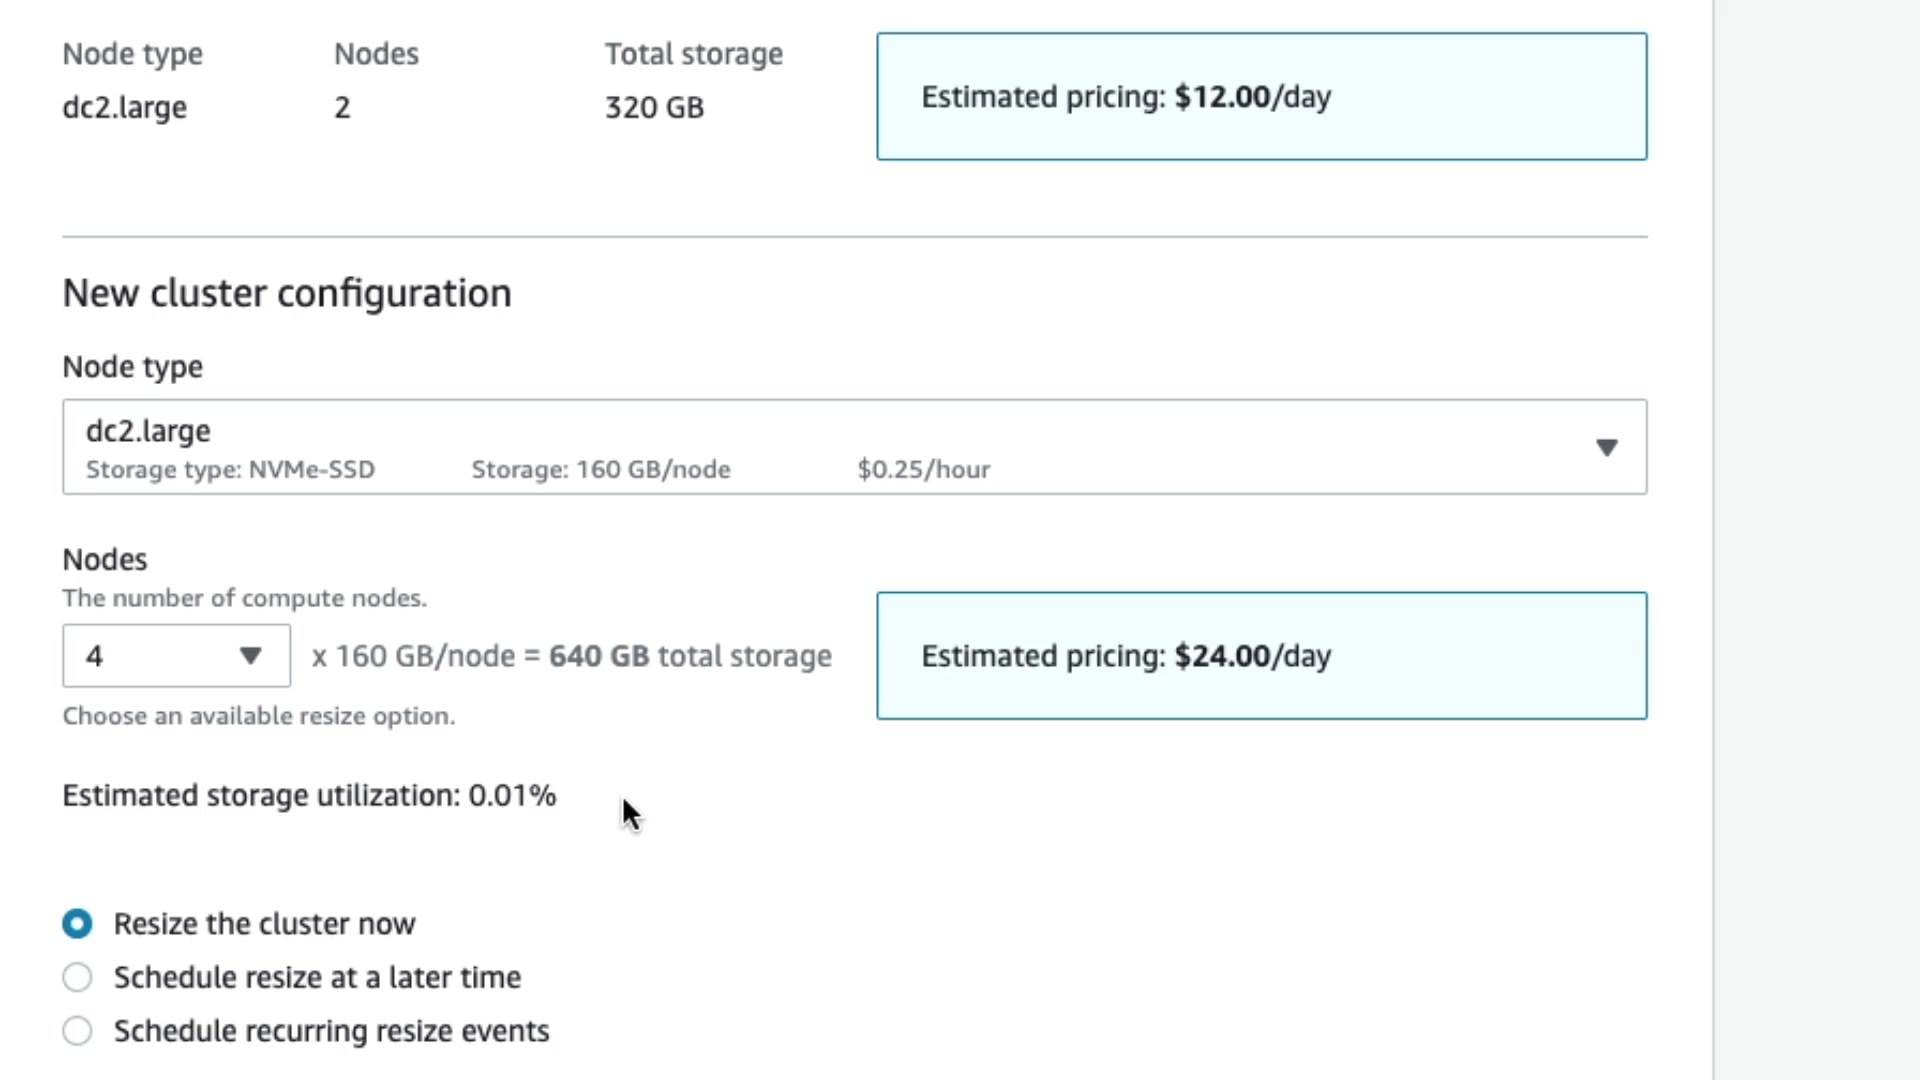 Node type Nodes Total storage
dc2.large 2 320 GB
Estimated pricing: $12.00/day
New cluster configuration
Node type
dc2.large
Storage type: NVMe-SSD Storage: 160 GB/node $0.25/hour
Nodes
The number of compute nodes.
4 x 160 GB/node = 640 GB total storage
Estimated pricing: $24.00/day
Choose an available resize option.
Estimated storage utilization: 0.01%
Resize the cluster now
Schedule resize at a later time
Schedule recurring resize events